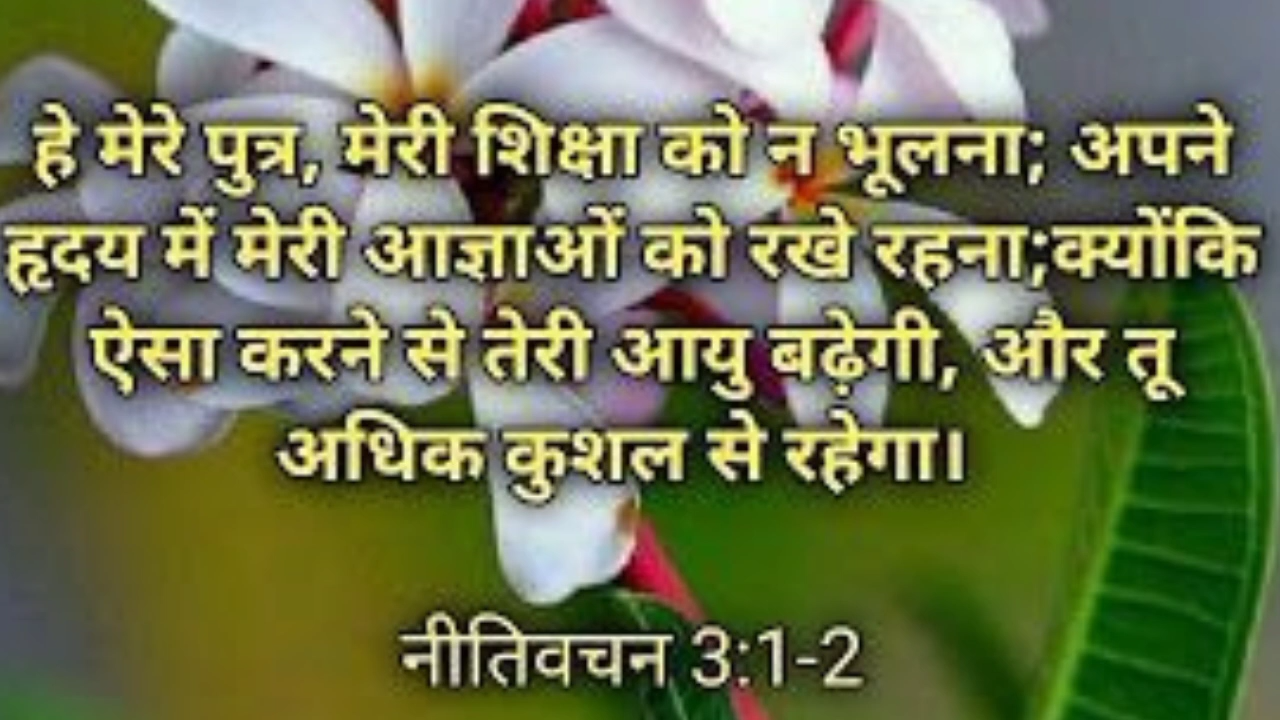 हे मेरे पुत्र, मेरी शिक्षा को न भूलना; अपने
हृदय में मेरी आज्ञाओं को रखे रहना;क्योंकि
ऐसा करने से तेरी आयु बढ़ेगी, और तू
अधिक कुशल से रहेगा।
नीतिवचन 3:1-2